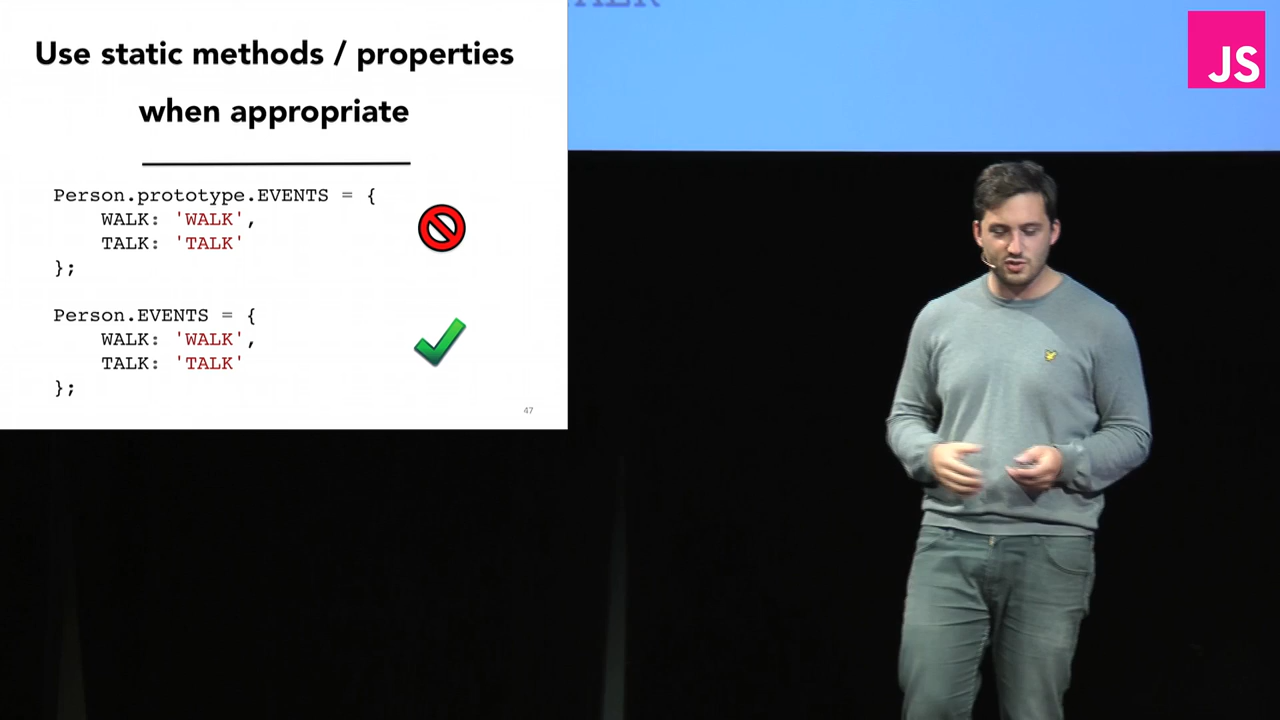 Use static methods / properties
when appropriate
Person.prototype.EVENTS = {
    WALK: 'WALK',
    TALK: 'TALK'
};
Person.EVENTS = {
    WALK: 'WALK',
    TALK: 'TALK'
};
47
JS